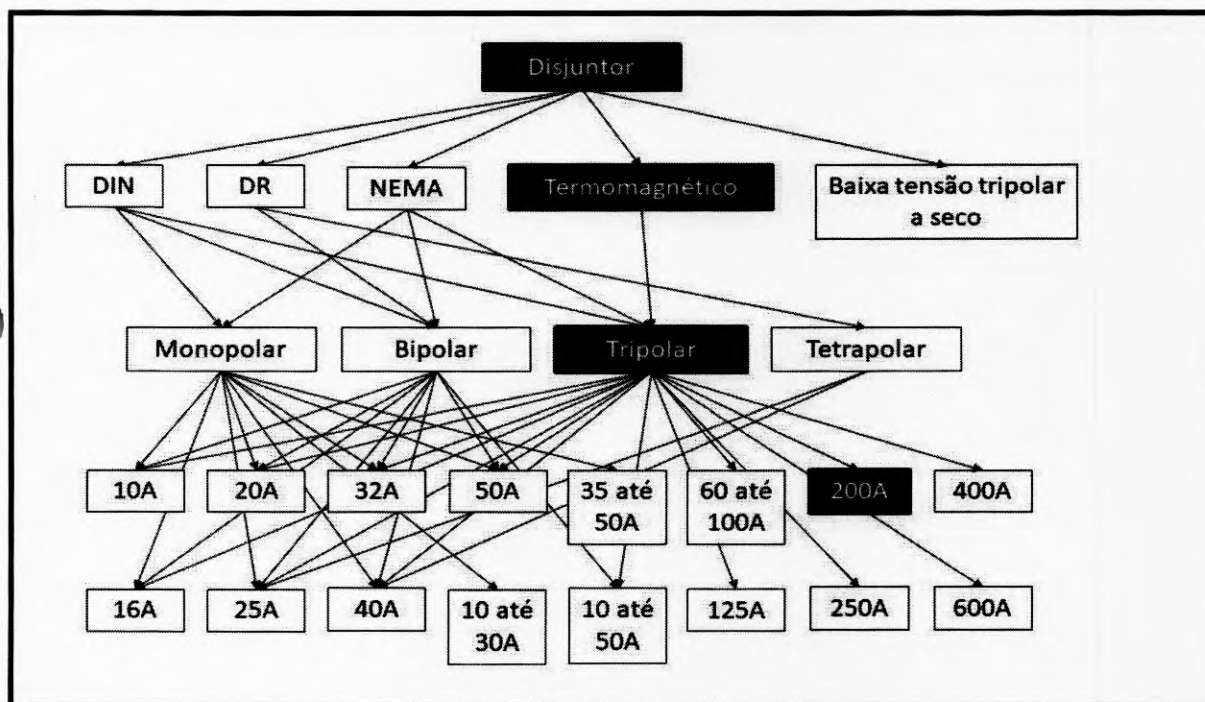 Disjuntor
DIN
DR
NEMA
Termomagnético
Baixa tensão tripolar
a seco
Monopolar
Bipolar
Tripolar
Tetrapolar
10A
20A
32A
50A
35 até
50A
60 até
100A
200A
400A
16A
25A
40A
10 até
30A
10 até
50A
125A
250A
600A